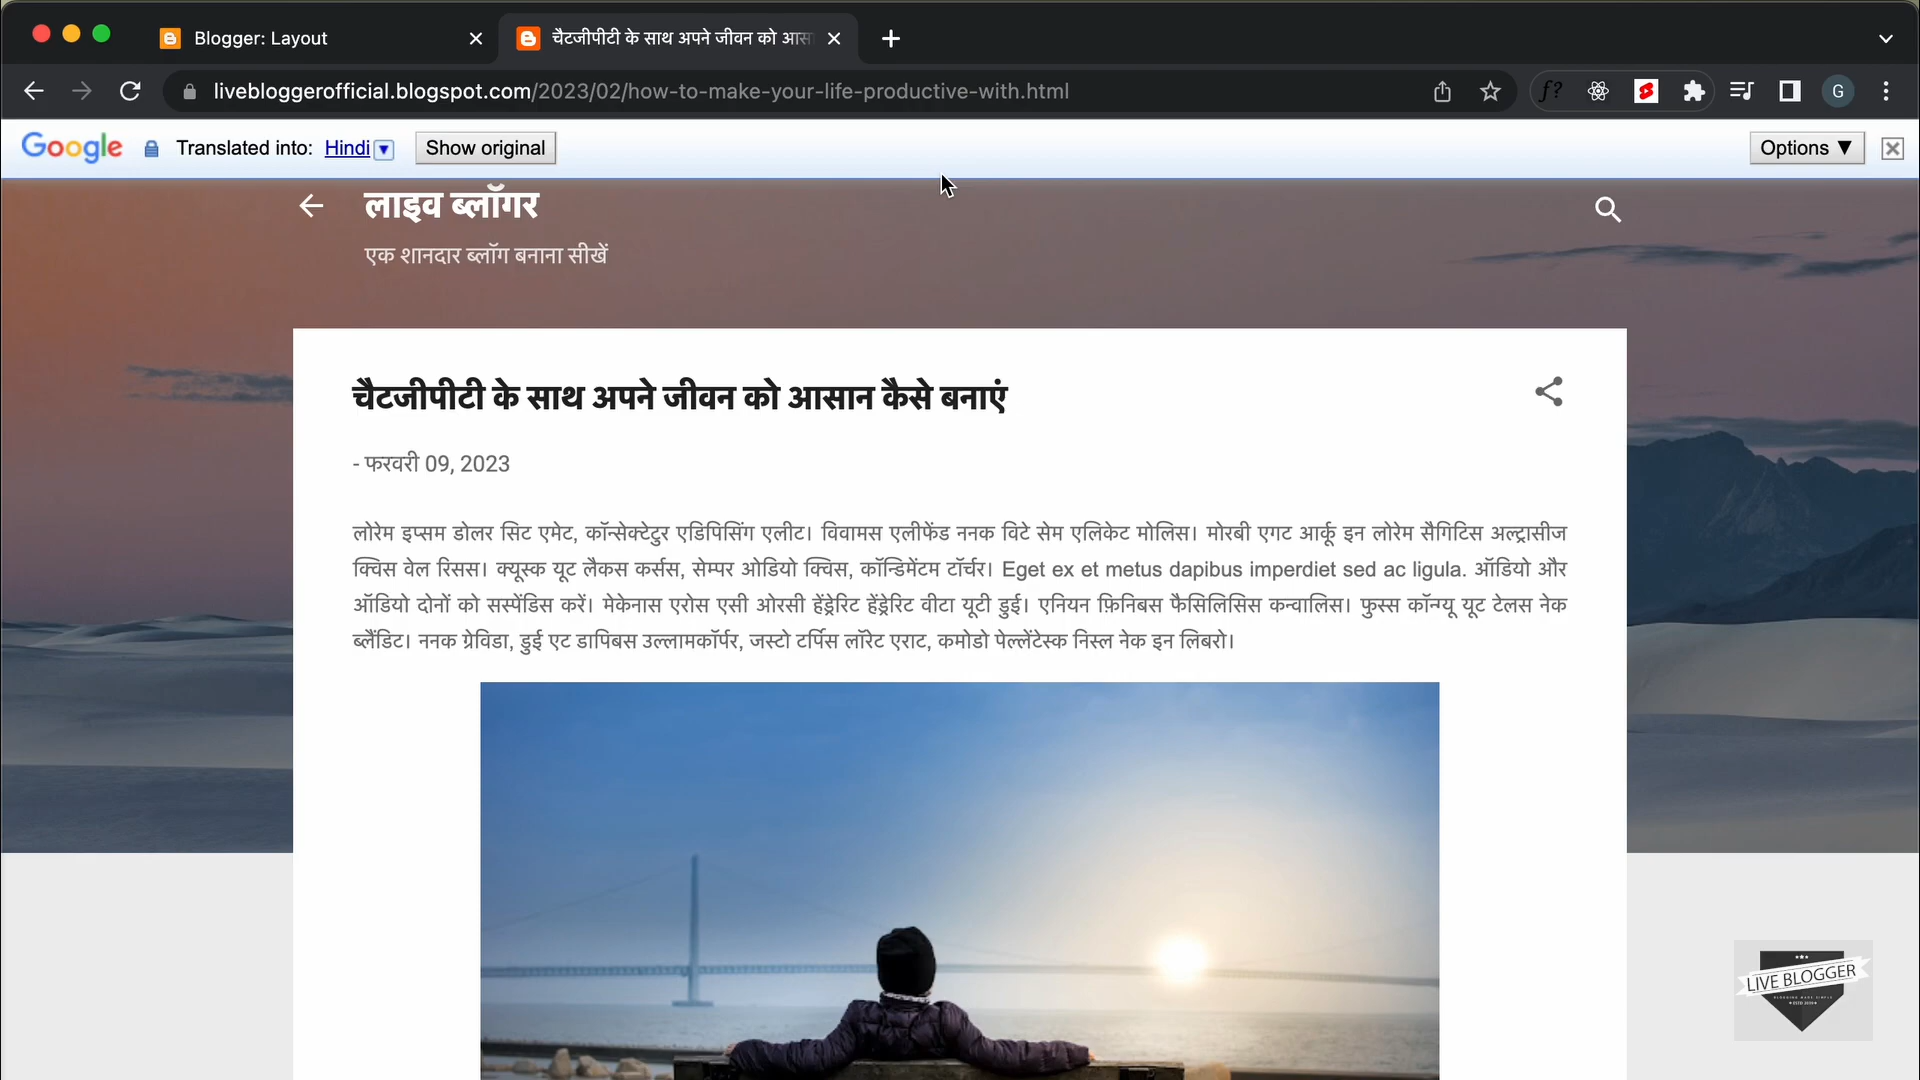 Blogger: Layout
चैटजीपीटी के साथ अपने जीवन को आस
livebloggerofficial.blogspot.com/2023/02/how-to-make-your-life-productive-with.html
f?
G
Google Translated into: Hindi ▼ Show original Options ▼
लाइव ब्लॉगर
एक शानदार ब्लॉग बनाना सीखें
चैटजीपीटी के साथ अपने जीवन को आसान कैसे बनाएं
- फरवरी 09, 2023
लोरेम इप्सम डोलर सिट एमेट, कॉन्सेक्टेटुर एडिपिसिंग एलीट। विवामस एलीफेंड ननक विटे सेम एलिकेट मोलिस। मोरबी एगट आर्कू इन लोरेम सैगिटिस अल्ट्रासीज
क्विस वेल रिसस। क्यूस्क यूट लैकस कर्सस, सेम्पर ओडियो क्विस, कॉन्डिमेंटम टॉर्चर। Eget ex et metus dapibus imperdiet sed ac ligula. ऑडियो और
ऑडियो दोनों को सस्पेंडिस करें। मेकेनास एरोस एसी ओरसी हेंड्रेरिट हेंड्रेरिट वीटा यूटी डुई। एनियन फ़िनिबस फैसिलिसिस कन्वालिस। फुस्स कॉन्ग्यू यूट टेलस नेक
ब्लैंडिट। ननक ग्रेविडा, डुई एट डापिबस उल्लामकॉर्पर, जस्टो टर्पिस लॉरेट एराट, कमोडो पेल्लेंटेस्क निस्ल नेक इन लिबरो।
LIVE BLOGGER